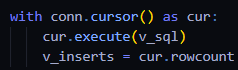 with conn.cursor() as cur:
    cur.execute(v_sql)
    v_inserts = cur.rowcount